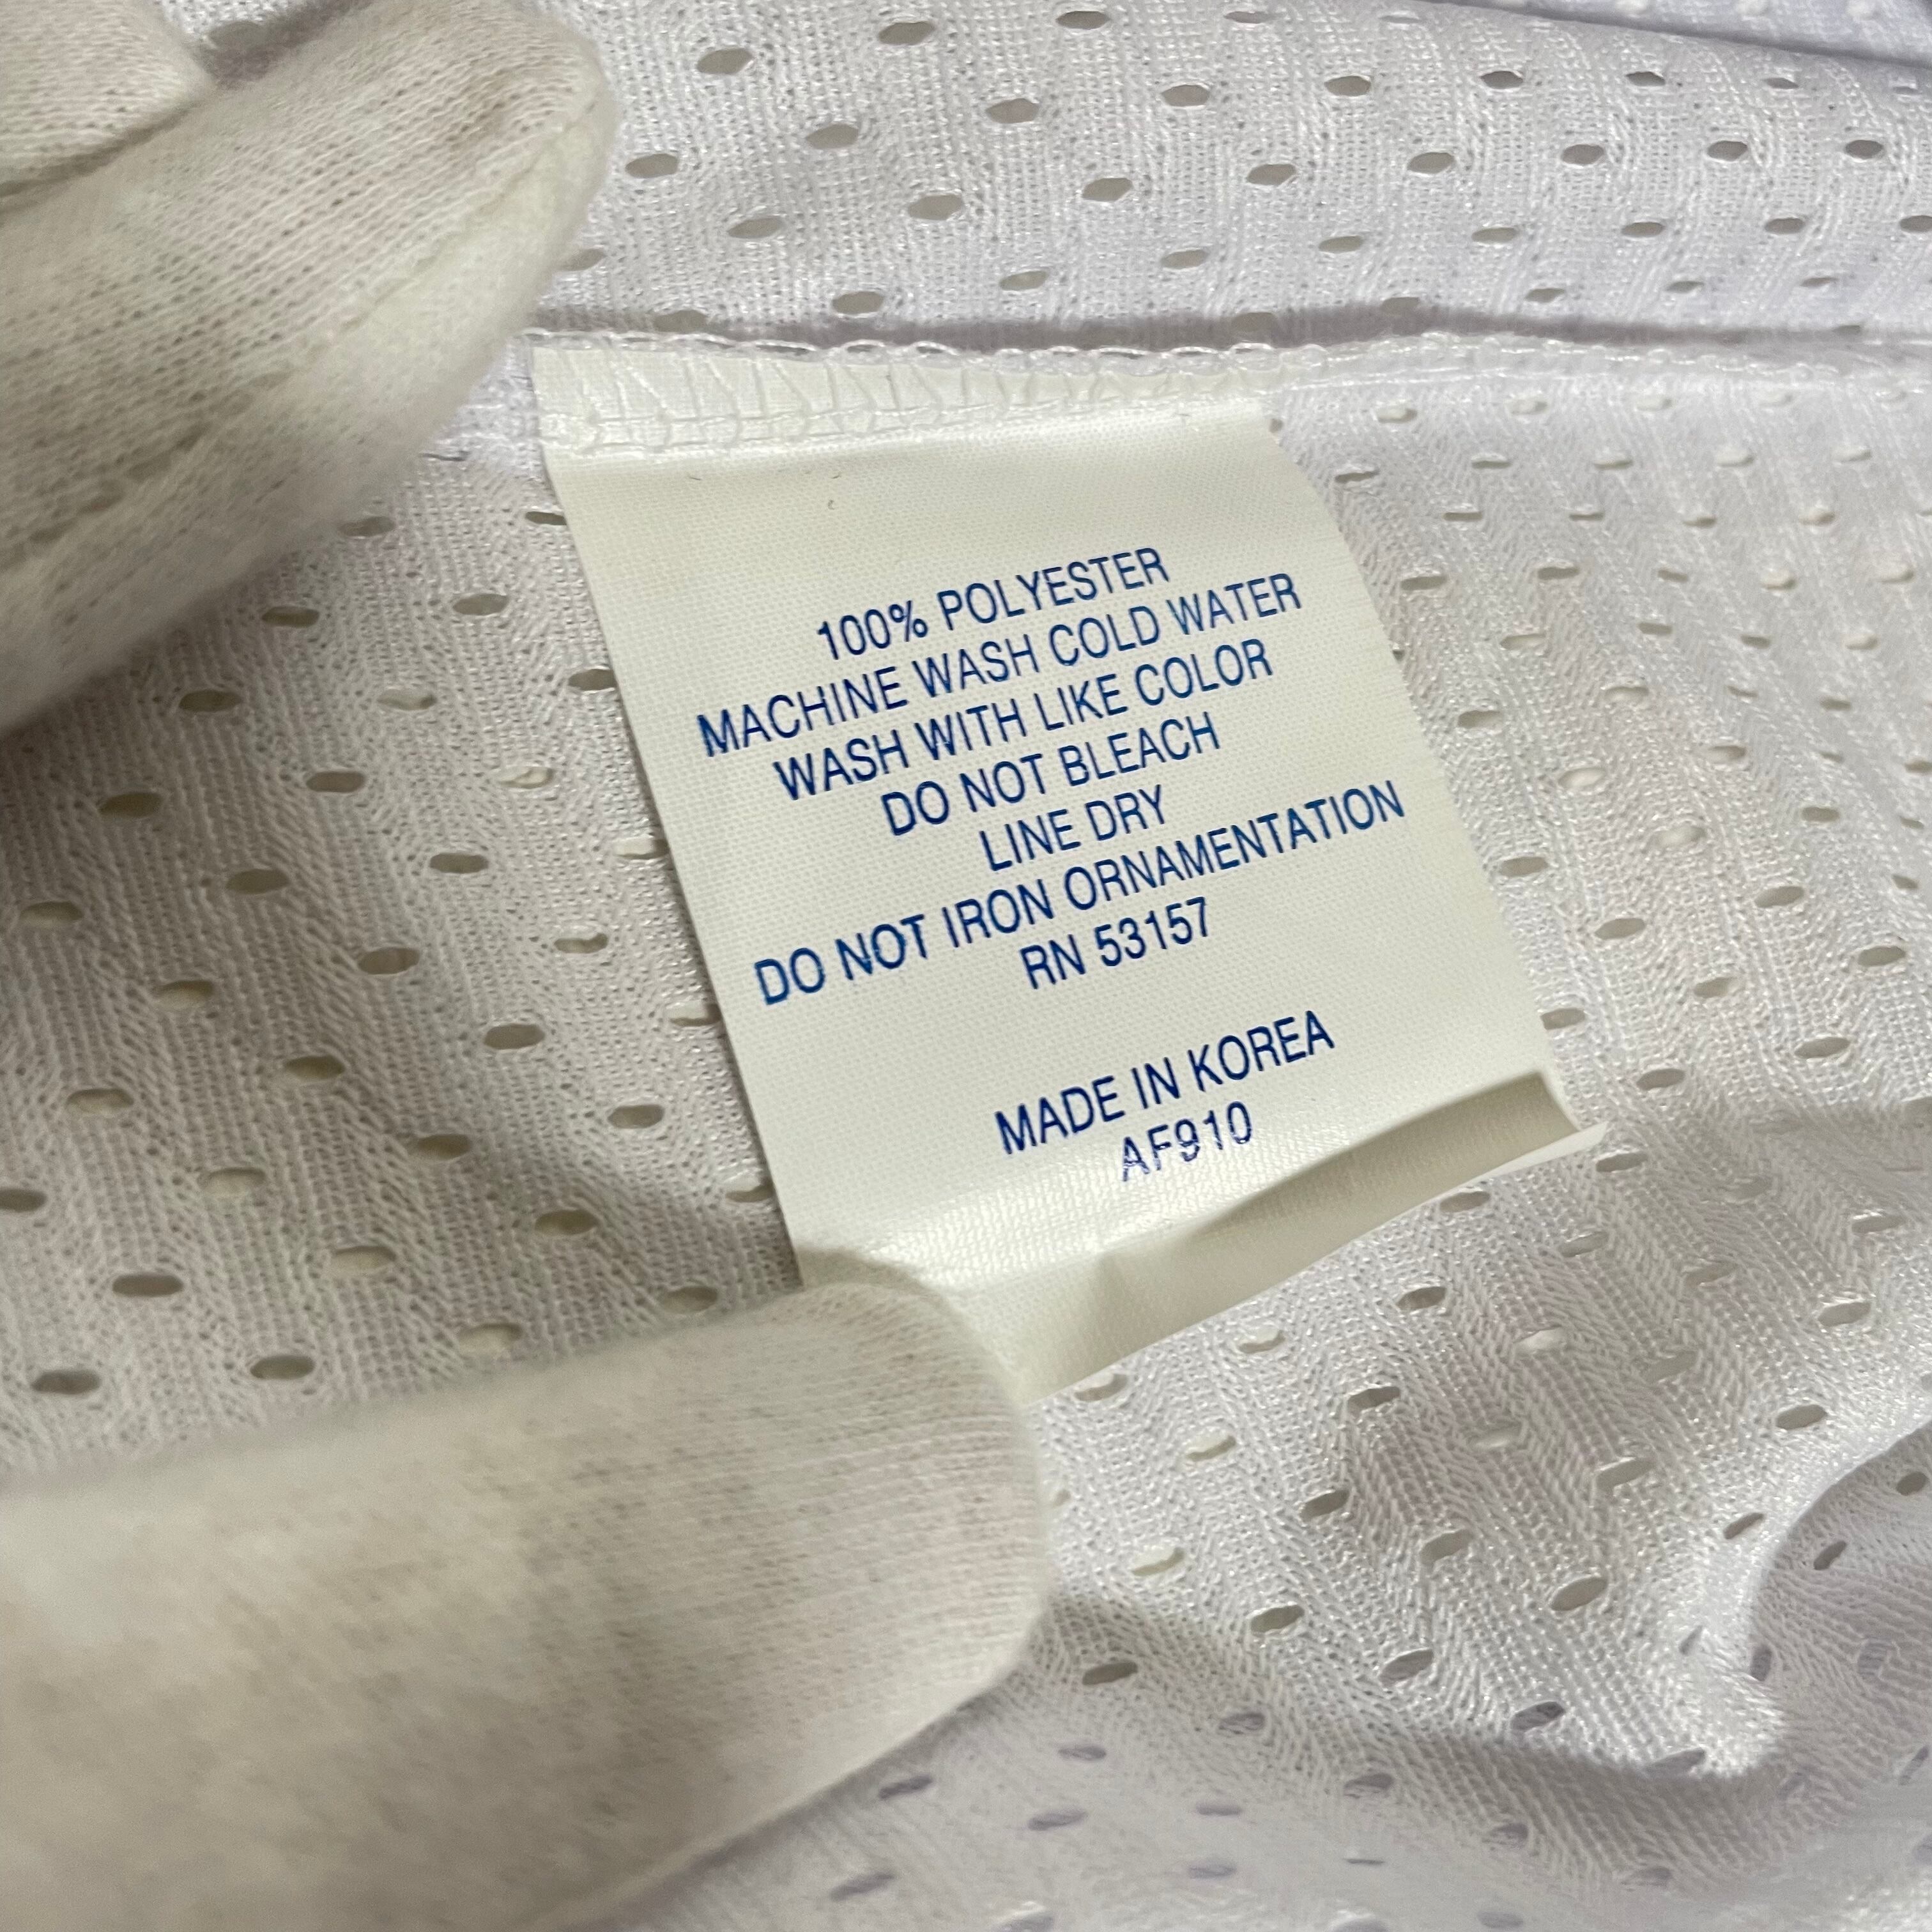 100% POLYESTER
MACHINE WASH COLD WATER
WASH WITH LIKE COLOR
DO NOT BLEACH
LINE DRY
DO NOT IRON ORNAMENTATION
RN 53157
MADE IN KOREA
AF910